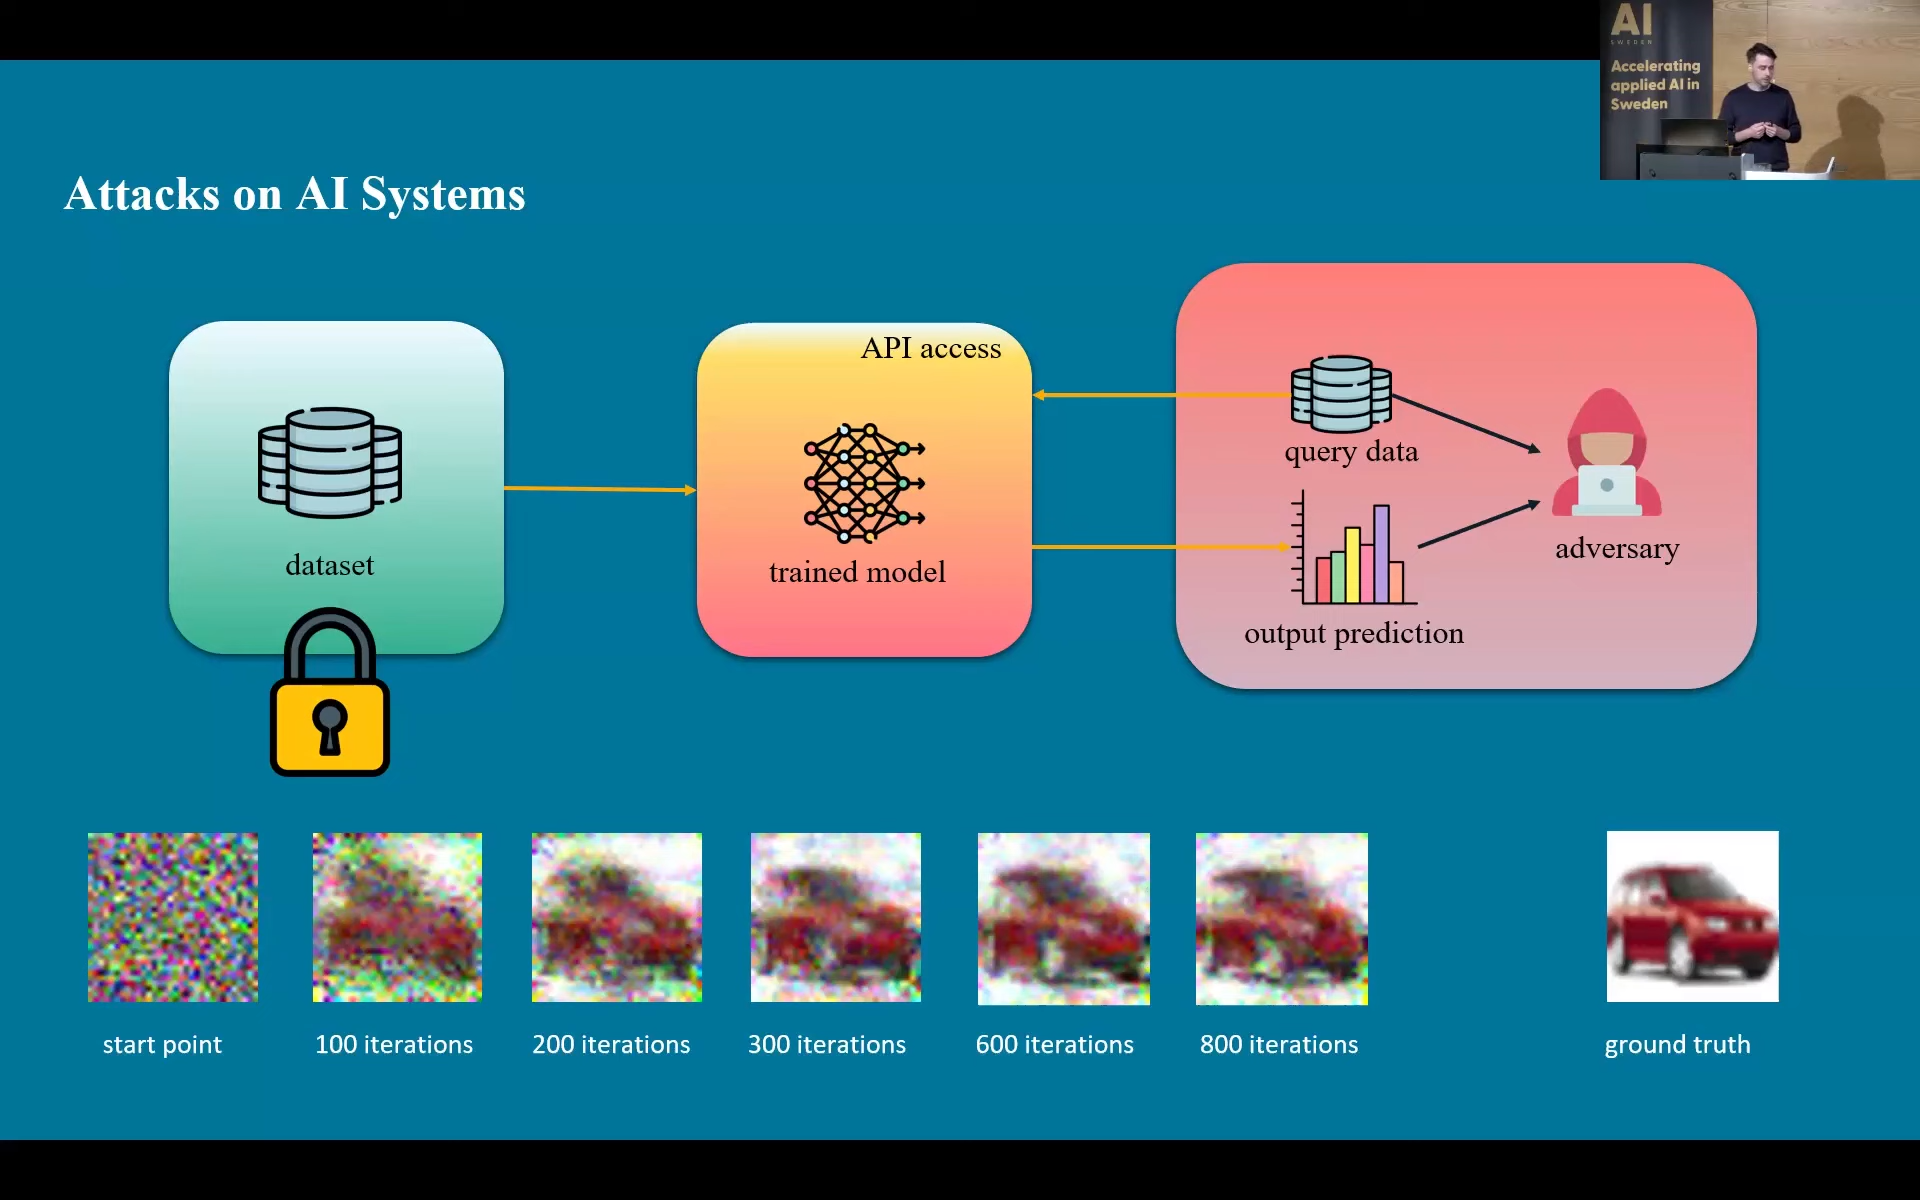 AI
SWEDEN
Accelerating
applied AI in
Sweden
Attacks on AI Systems
API access
query data
dataset
trained model
adversary
output prediction
start point
100 iterations
200 iterations
300 iterations
600 iterations
800 iterations
ground truth